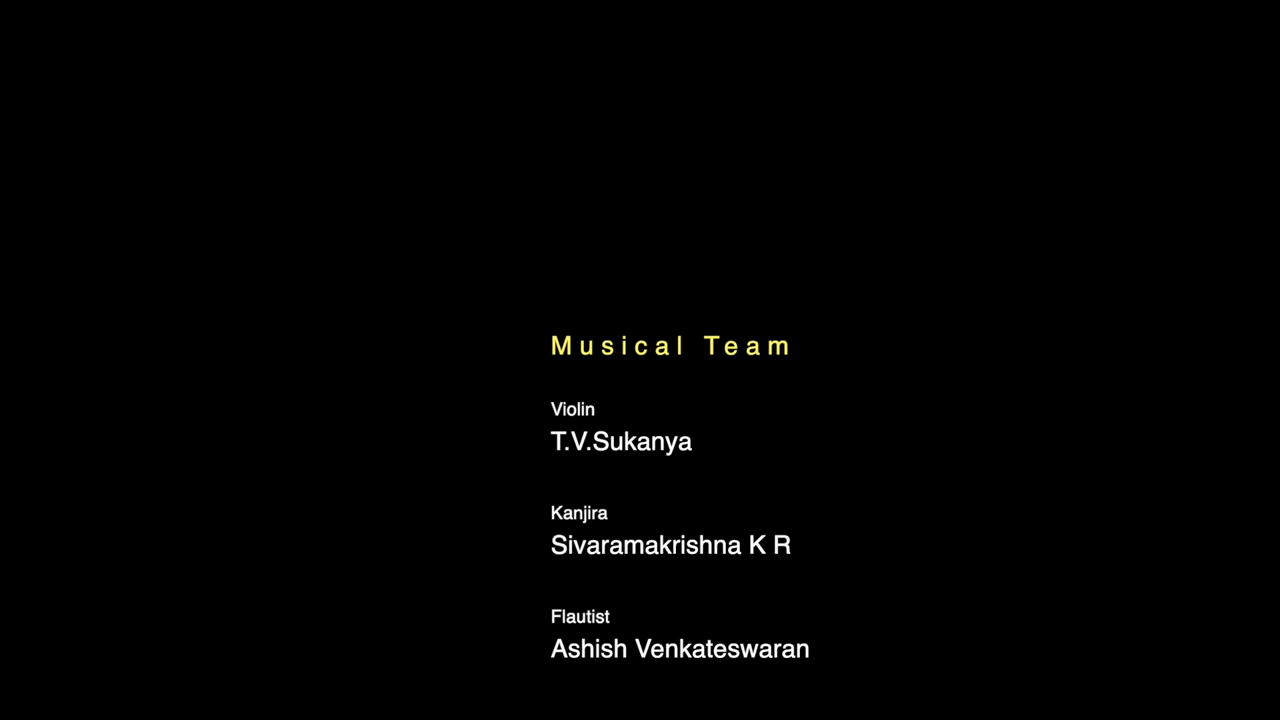 Musical Team
Violin
T.V.Sukanya
Kanjira
Sivaramakrishna K R
Flautist
Ashish Venkateswaran